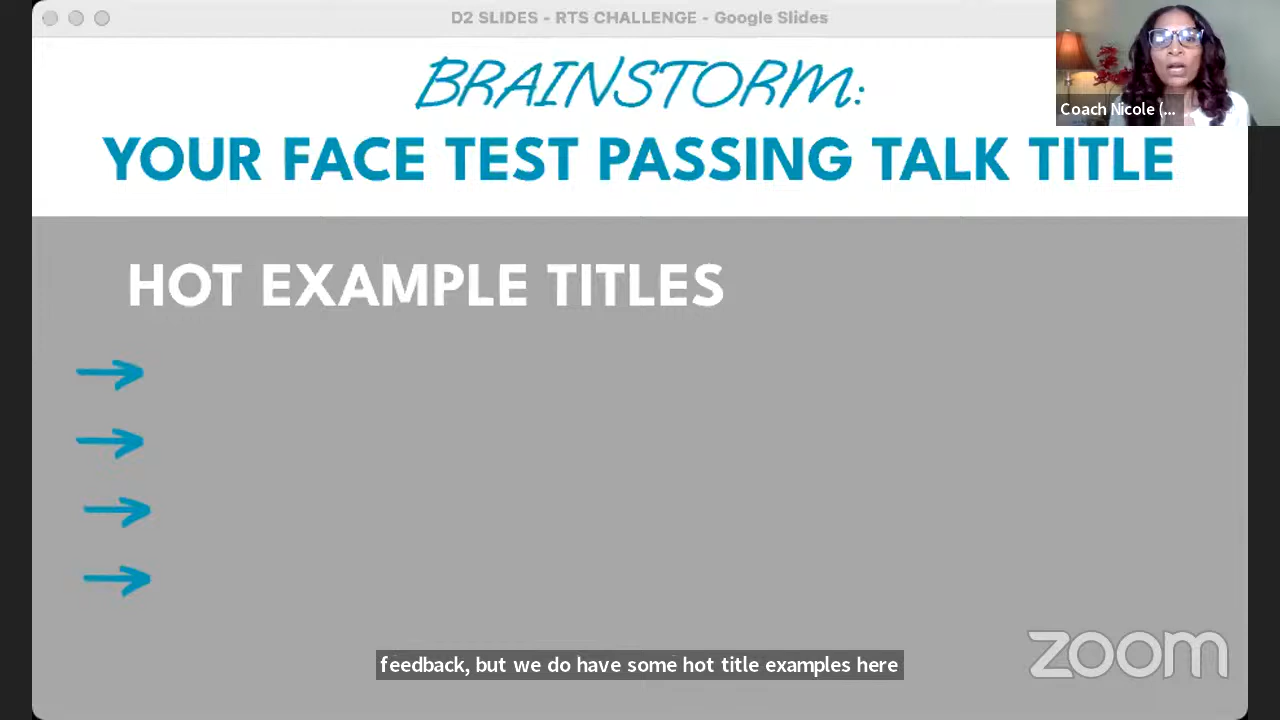 D2 SLIDES - RTS CHALLENGE - Google Slides
BRAINSTORM:
YOUR FACE TEST PASSING TALK TITLE
Coach Nicole (...
HOT EXAMPLE TITLES
feedback, but we do have some hot title examples here
zoom